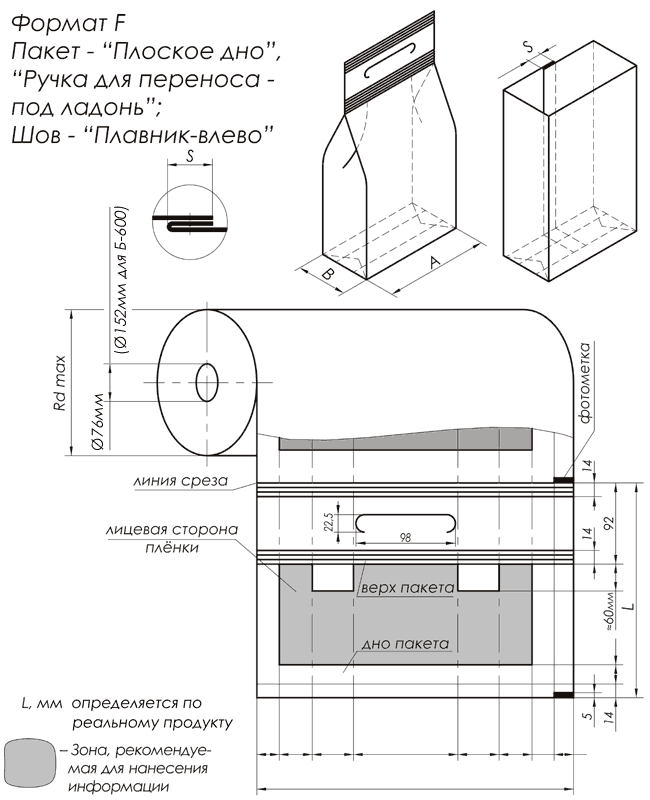 Формат F
Пакет - “Плоское дно”,
“Ручка для переноса -
под ладонь”;
Шов - “Плавник-влево”
S
S
B
A
(Ø152мм для Б-600)
Rd max
Ø76мм
фотометка
линия среза
14
лицевая сторона
плёнки
22,5
98
14
92
верх пакета
≈60мм
L
дно пакета
5
14
L, мм определяется по
реальному продукту
– Зона, рекомендуе-
мая для нанесения
информации